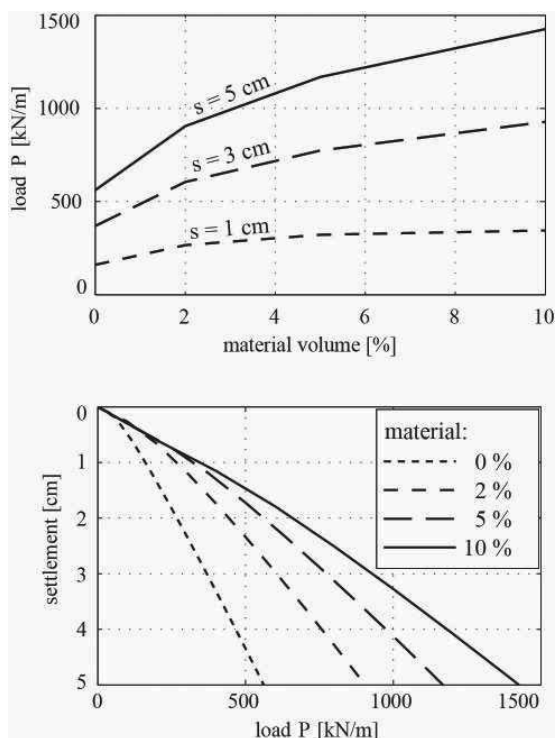 1500
1000
500
0
load P [kN/m]
s = 5 cm
s = 3 cm
s = 1 cm
0 2 4 6 8 10
material volume [%]
0
1
2
3
4
5
settlement [cm]
material:
0 %
2 %
5 %
10 %
0 500 1000 1500
load P [kN/m]